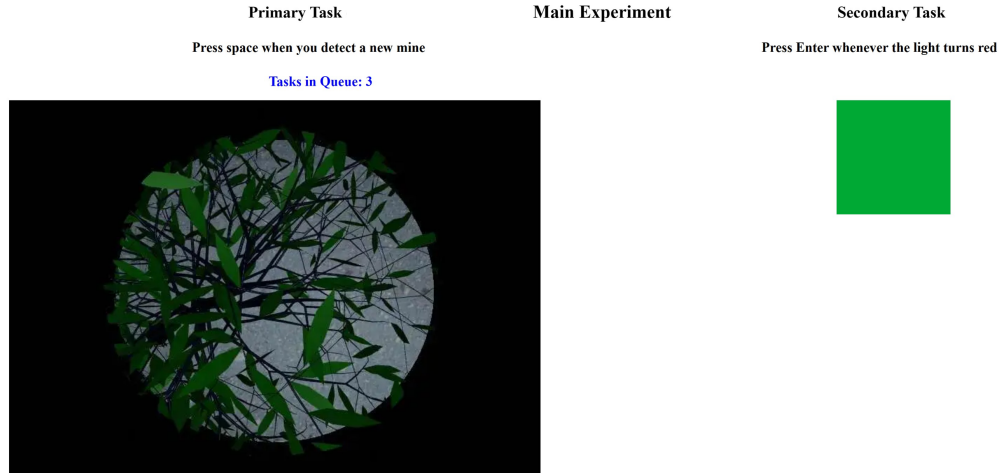 Primary Task
Main Experiment
Secondary Task
Press space when you detect a new mine
Press Enter whenever the light turns red
Tasks in Queue: 3